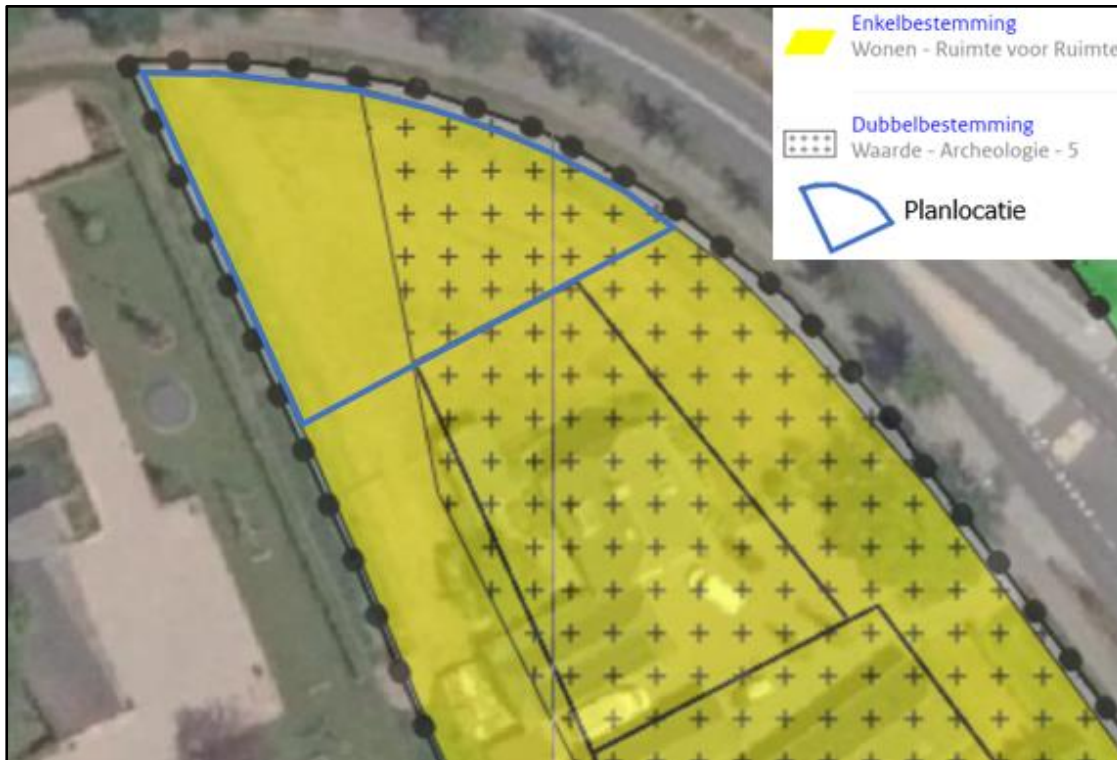 Enkelbestemming
Wonen - Ruimte voor Ruimte
Dubbelbestemming
Waarde - Archeologie - 5
Planlocatie